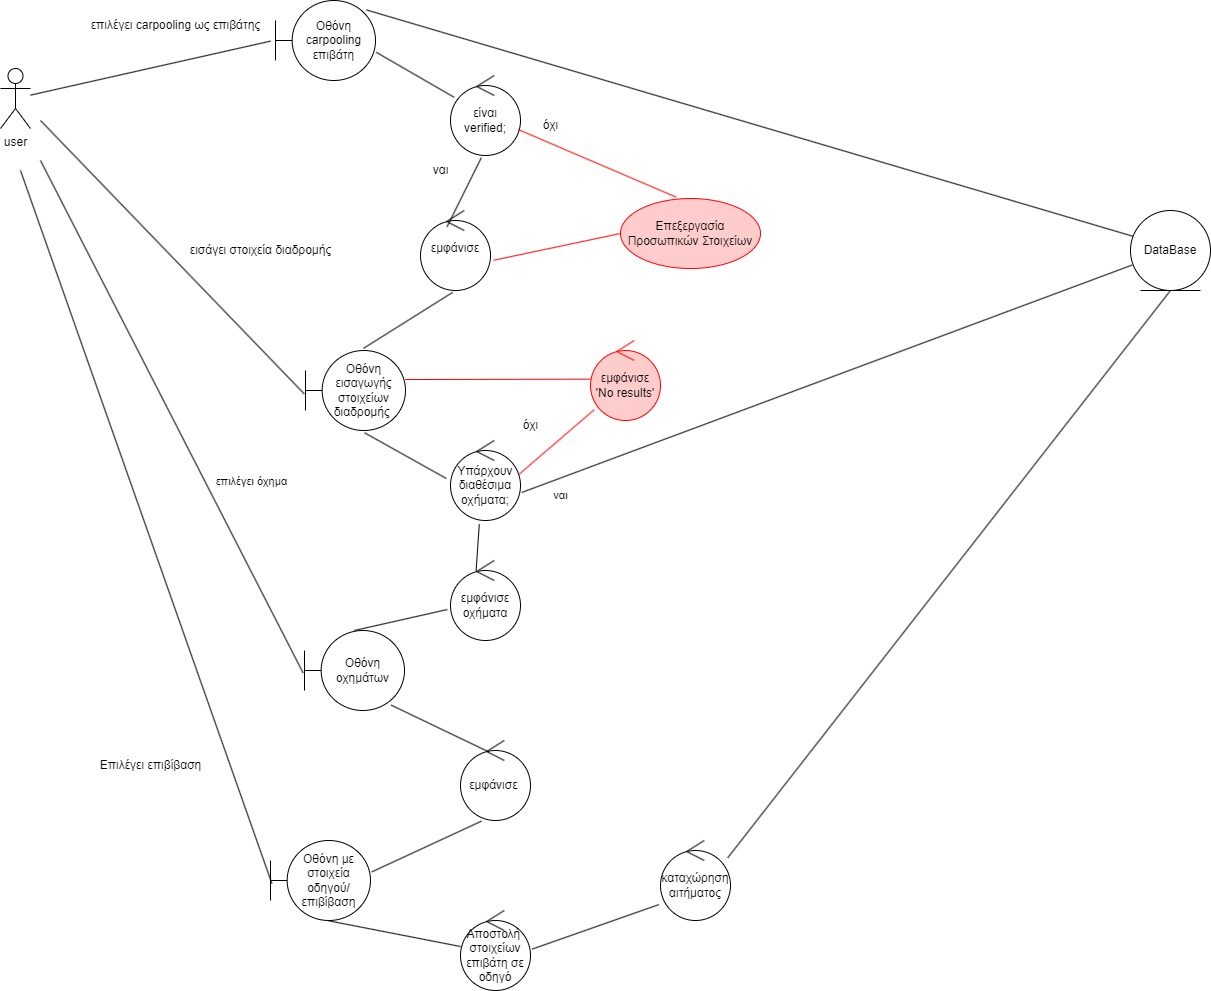 επιλέγει carpooling ως επιβάτης
Οθόνη
carpooling
επιβάτη
user
είναι
verified;
όχι
ναι
Επεξεργασία
Προσωπικών Στοιχείων
εμφάνισε
εισάγει στοιχεία διαδρομής
DataBase
Οθόνη
εισαγωγής
στοιχείων
διαδρομής
εμφάνισε
'No results'
όχι
Υπάρχουν
διαθέσιμα
οχήματα;
ναι
επιλέγει όχημα
εμφάνισε
οχήματα
Οθόνη
οχημάτων
Επιλέγει επιβίβαση
εμφάνισε
Οθόνη με
στοιχεία
οδηγού/
επιβίβαση
καταχώρηση
αιτήματος
Αποστολή
στοιχείων
επιβάτη σε
οδηγό